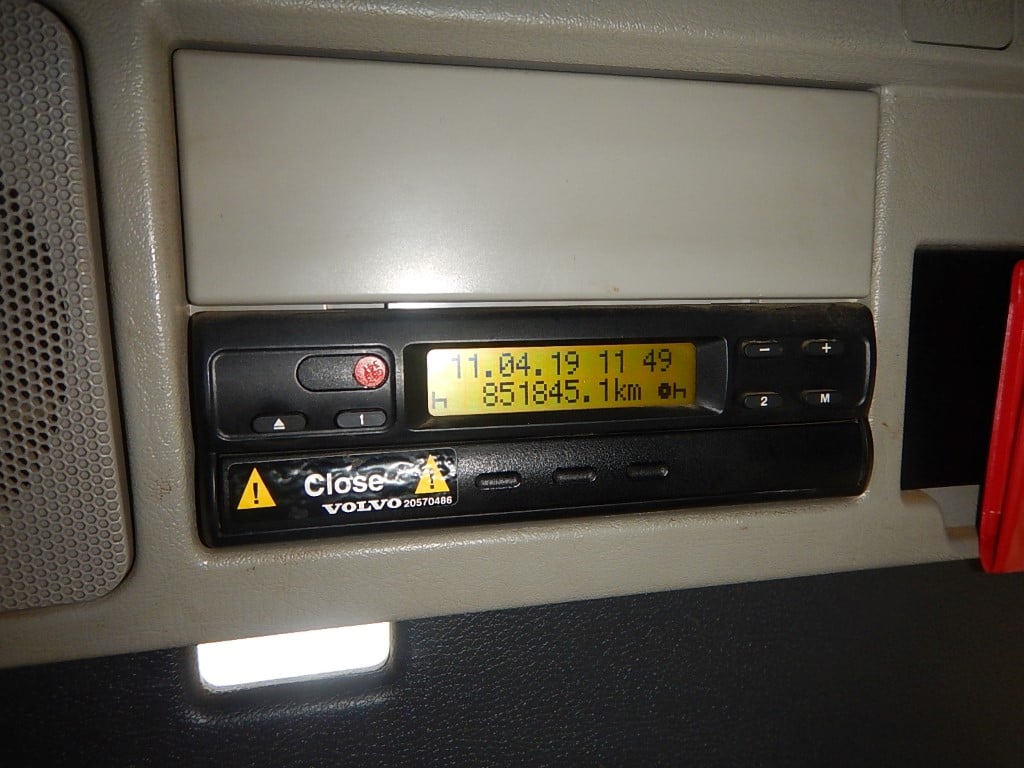 11.04.19 11 49
851845.1km
1
-
+
2
M
Close
VOLVO 20570486